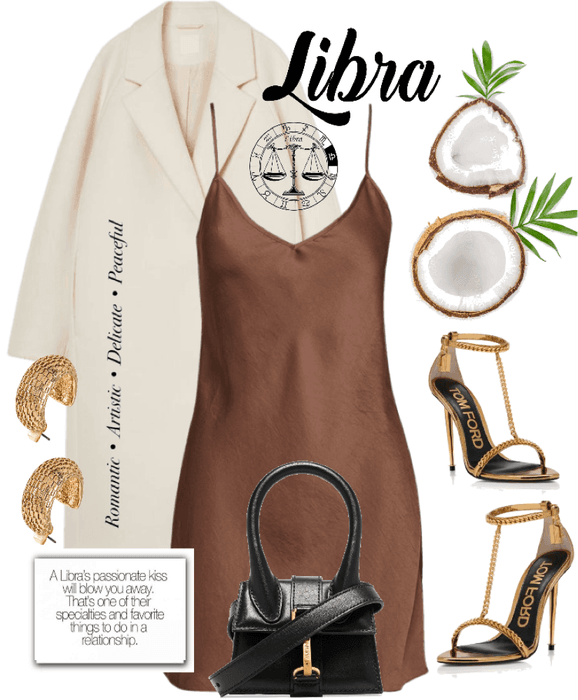 Libra
Libra
Romantic • Artistic • Delicate • Peaceful
TOM FORD
TOM FORD
A Libra's passionate kiss
will blow you away.
That's one of their
specialties and favorite
things to do in a
relationship.